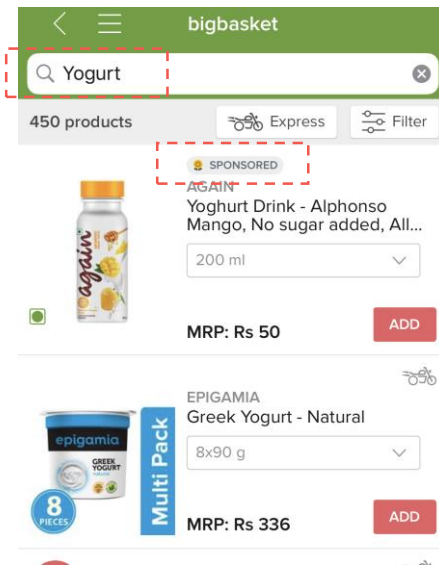 bigbasket
Yogurt
450 products
Express
Filter
SPONSORED
AGAIN
Yoghurt Drink - Alphonso
Mango, No sugar added, All...
200 ml
again
MRP: Rs 50
ADD
EPIGAMIA
Greek Yogurt - Natural
8x90 g
epigamia
GREEK
YOGURT
Multi Pack
8
PIECES
MRP: Rs 336
ADD